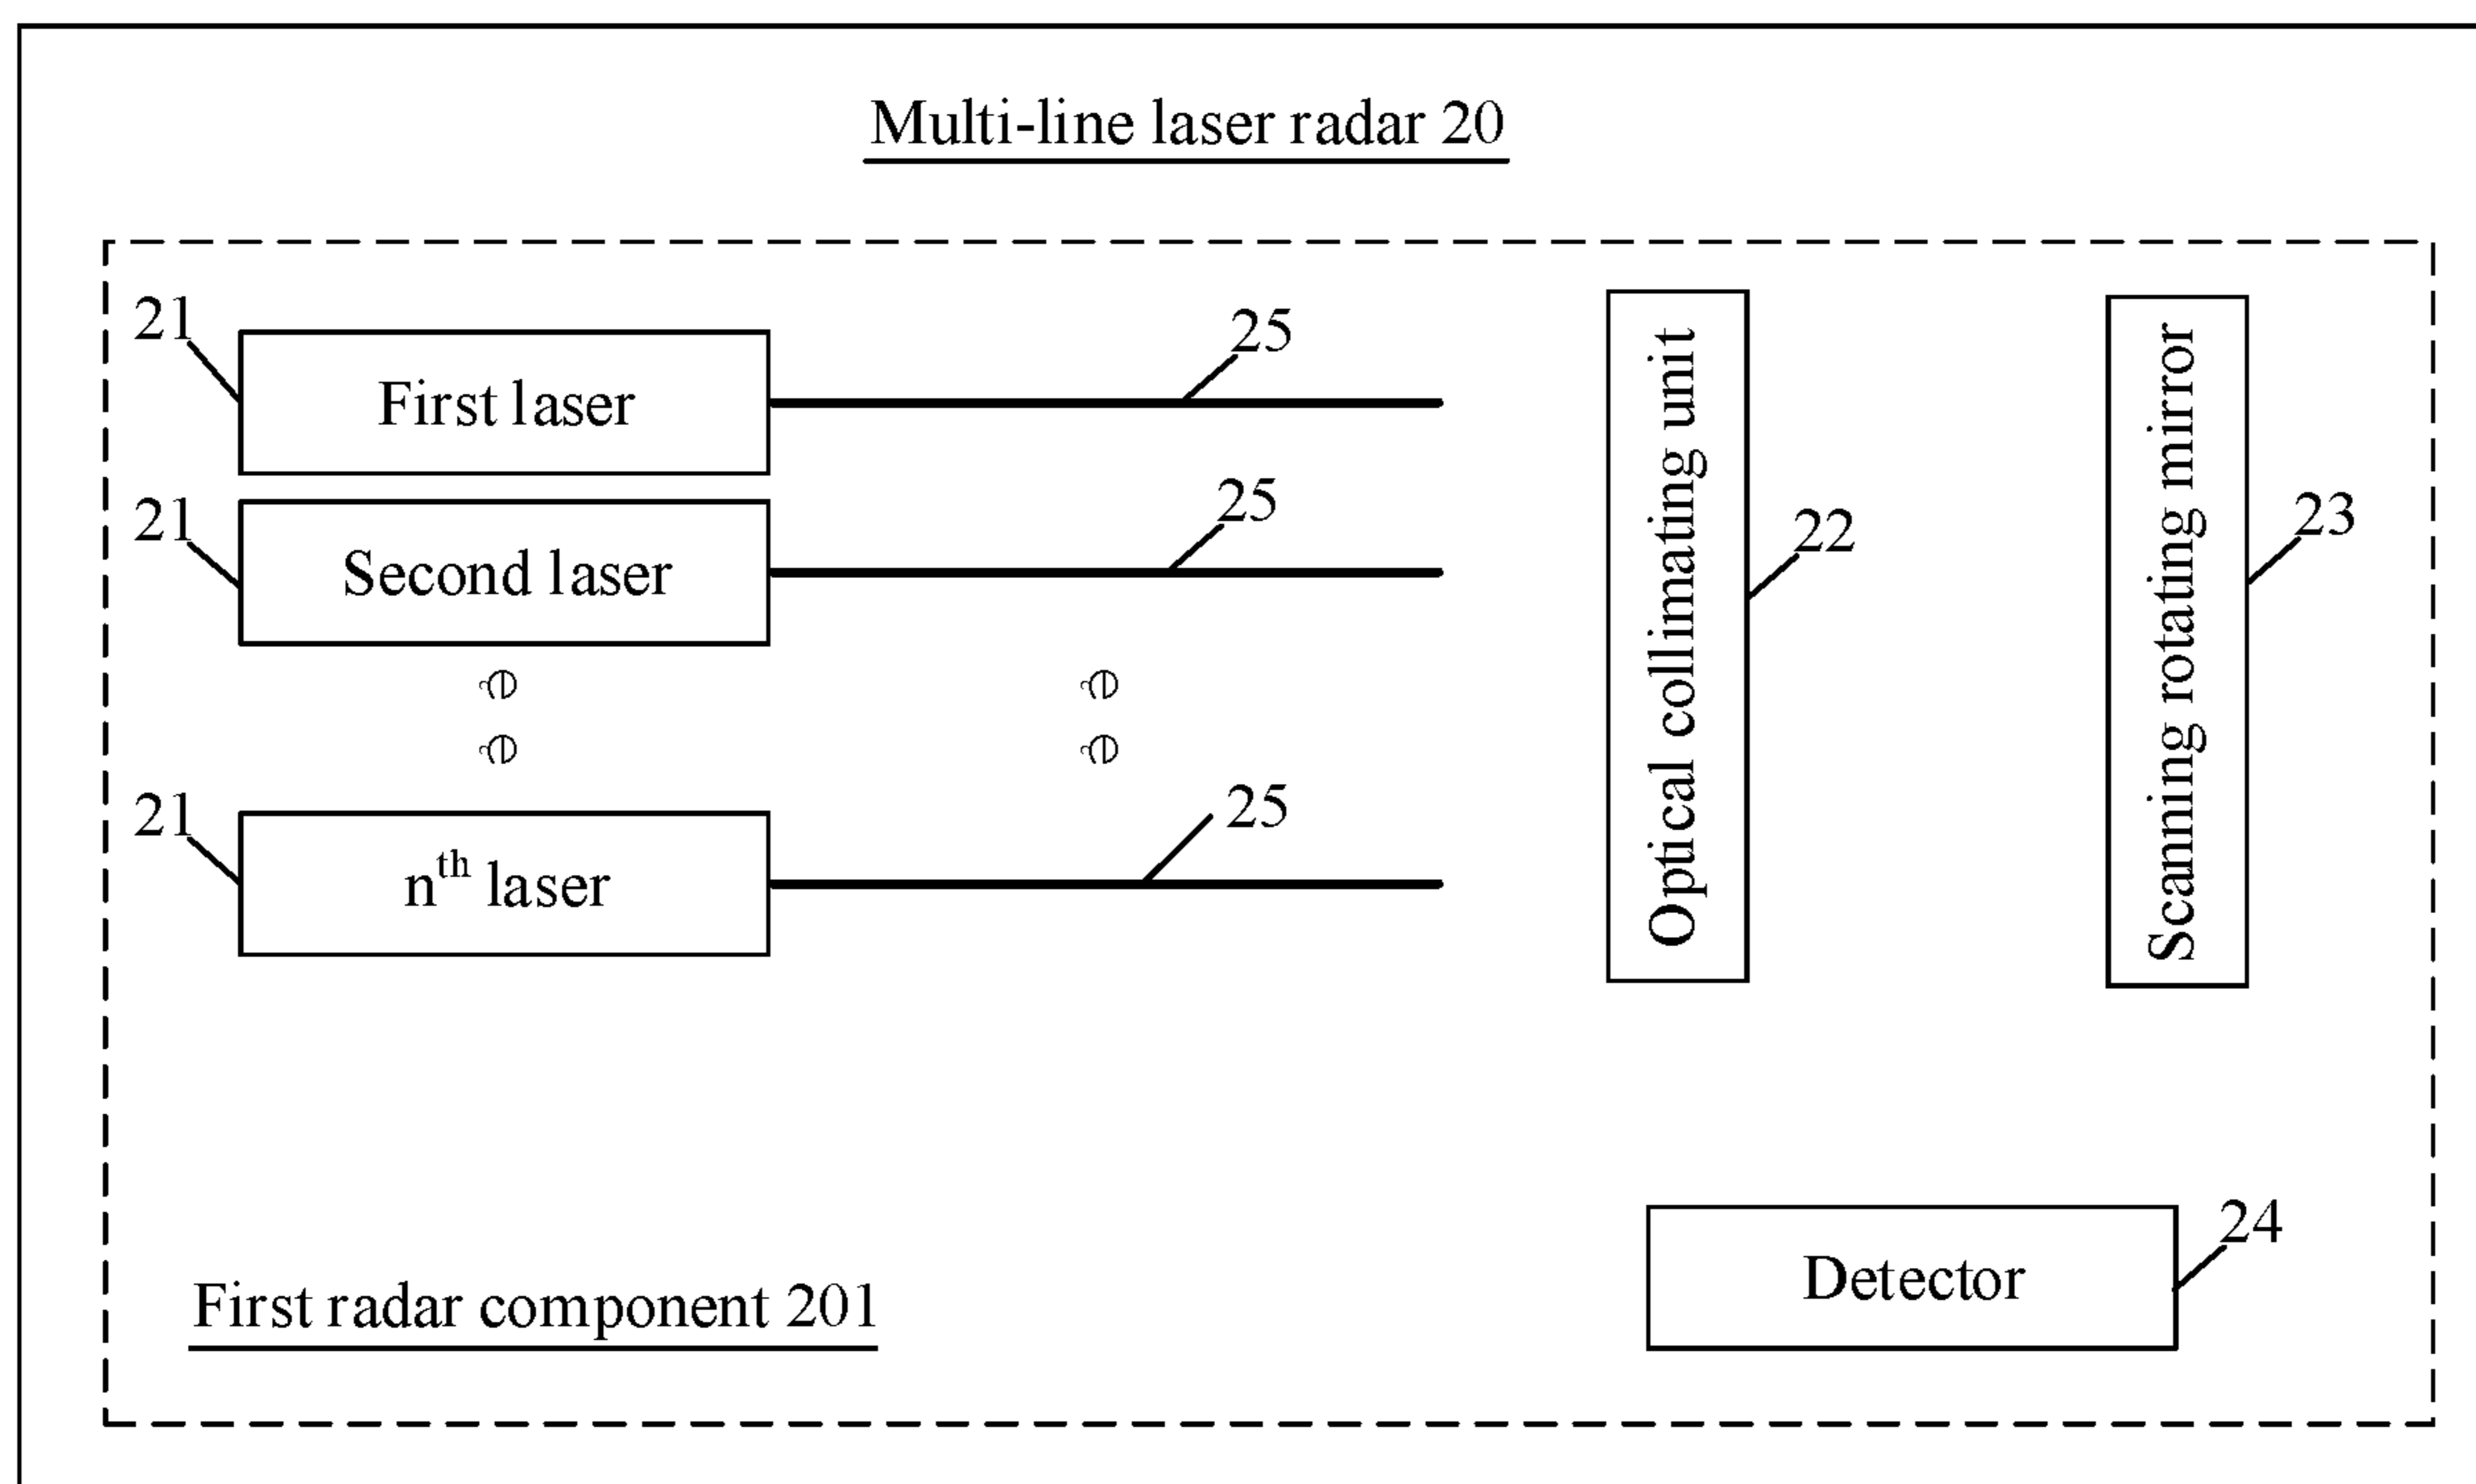 Multi-line laser radar 20
21
First laser
25
21
Second laser
25
21
nth laser
25
Optical collimating unit
22
Scanning rotating mirror
23
Detector
24
First radar component 201